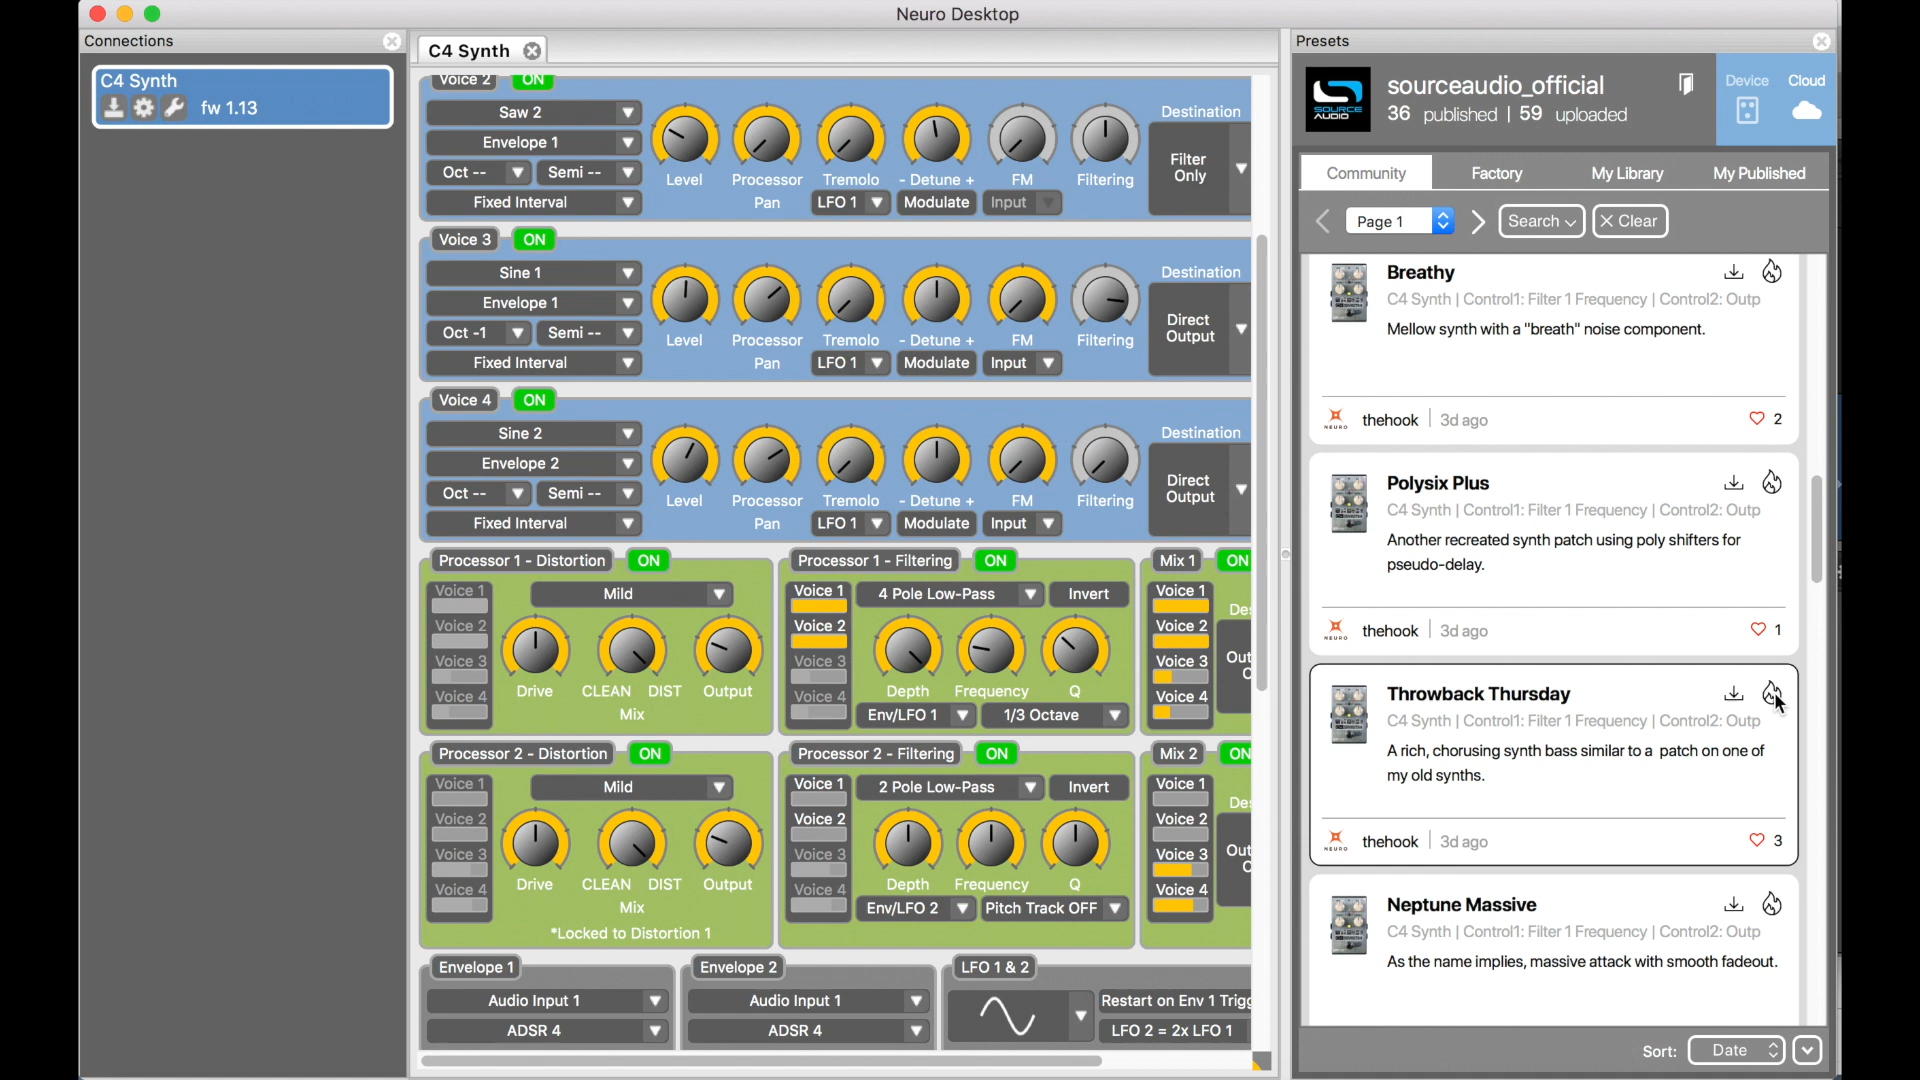 Neuro Desktop
Connections
C4 Synth
fw 1.13
C4 Synth
Voice 2 ON
Saw 2
Envelope 1
Oct -- Semi --
Fixed Interval
Level Processor Tremolo - Detune + FM Filtering
Pan LFO 1 Modulate Input
Destination
Filter
Only
Voice 3 ON
Sine 1
Envelope 1
Oct -1 Semi --
Fixed Interval
Level Processor Tremolo - Detune + FM Filtering
Pan LFO 1 Modulate Input
Destination
Direct
Output
Voice 4 ON
Sine 2
Envelope 2
Oct -- Semi --
Fixed Interval
Level Processor Tremolo - Detune + FM Filtering
Pan LFO 1 Modulate Input
Destination
Direct
Output
Processor 1 - Distortion ON
Voice 1
Voice 2
Voice 3
Voice 4
Mild
Drive CLEAN DIST Output
Mix
Processor 1 - Filtering ON
Voice 1
Voice 2
Voice 3
Voice 4
4 Pole Low-Pass Invert
Depth Frequency Q
Env/LFO 1 1/3 Octave
Mix 1 ON
Voice 1
Voice 2
Voice 3
Voice 4
Processor 2 - Distortion ON
Voice 1
Voice 2
Voice 3
Voice 4
Mild
Drive CLEAN DIST Output
Mix
*Locked to Distortion 1
Processor 2 - Filtering ON
Voice 1
Voice 2
Voice 3
Voice 4
2 Pole Low-Pass Invert
Depth Frequency Q
Env/LFO 2 Pitch Track OFF
Mix 2 ON
Voice 1
Voice 2
Voice 3
Voice 4
Envelope 1
Audio Input 1
ADSR 4
Envelope 2
Audio Input 1
ADSR 4
LFO 1 & 2
Restart on Env 1 Trigg
LFO 2 = 2x LFO 1
Presets
SOURCE
AUDIO
sourceaudio_official
36 published | 59 uploaded
Device Cloud
Community Factory My Library My Published
Page 1 Search Clear
Breathy
C4 Synth | Control1: Filter 1 Frequency | Control2: Outp
Mellow synth with a "breath" noise component.
NEURO thehook 3d ago 2
Polysix Plus
C4 Synth | Control1: Filter 1 Frequency | Control2: Outp
Another recreated synth patch using poly shifters for
pseudo-delay.
NEURO thehook 3d ago 1
Throwback Thursday
C4 Synth | Control1: Filter 1 Frequency | Control2: Outp
A rich, chorusing synth bass similar to a patch on one of
my old synths.
NEURO thehook 3d ago 3
Neptune Massive
C4 Synth | Control1: Filter 1 Frequency | Control2: Outp
As the name implies, massive attack with smooth fadeout.
Sort: Date